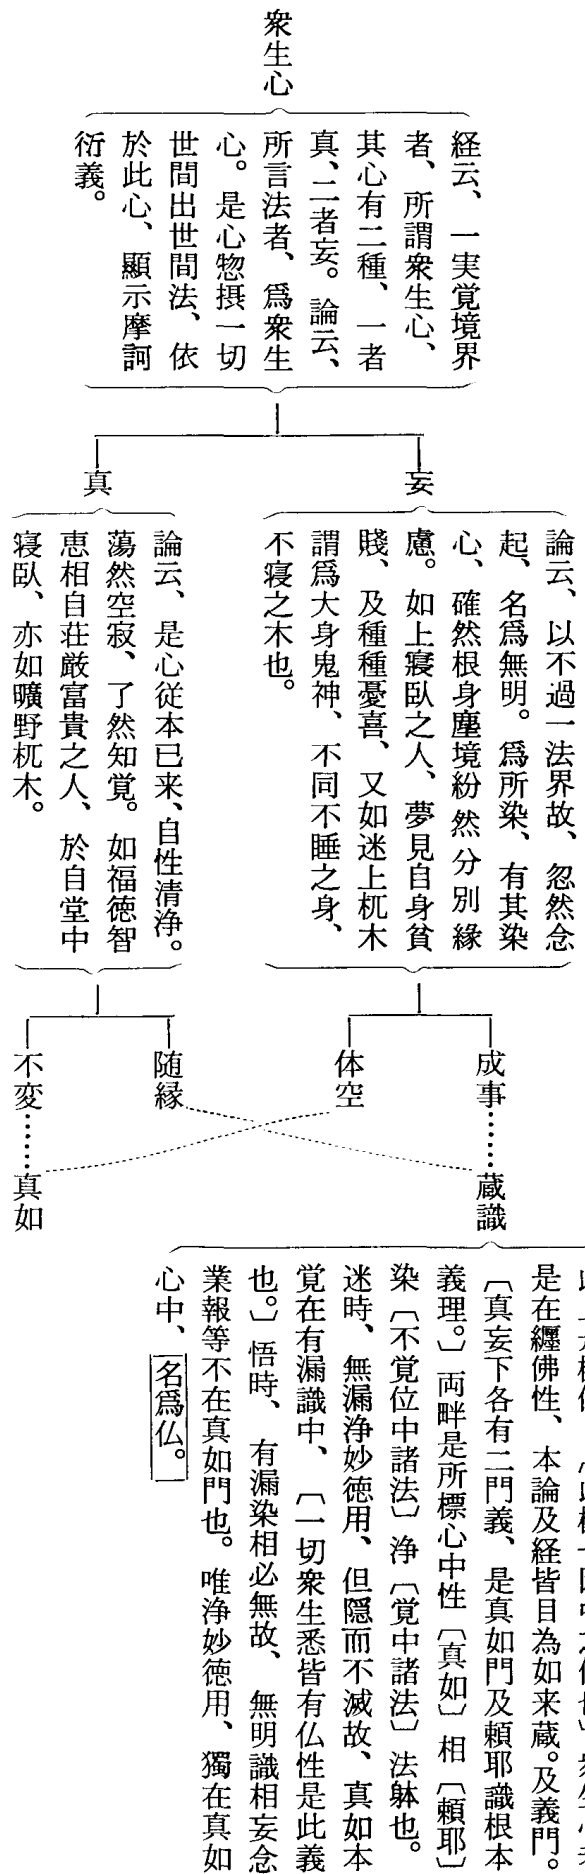 衆生心
経云、一実覚境界
者、所謂衆生心、
其心有二種、一者
真、二者妄。論云、
所言法者、爲衆生
心。是心惣摂一切
世間出世間法、依
於此心、顯示摩訶
衍義。
妄
論云、以不過一法界故、忽然念
起、名爲無明。爲所染、有其染
心、確然根身塵境紛然分別緣
慮。如上寝臥之人、夢見自身貧
賤、及種種憂喜、又如迷上杌木
謂爲大身鬼神、不同不睡之身、
不寝之木也。
真
論云、是心従本已来、自性清浄。
蕩然空寂、了然知覚。如福徳智
恵相自荘厳富貴之人、於自堂中
寝臥、亦如曠野杌木。
成事……蔵識
体空
随縁
不変……真如
是在纏佛性、本論及経皆目為如来蔵。及義門。
〔真妄下各有二門義、是真如門及頼耶識根本
義理。〕両畔是所標心中性〔真如〕相〔頼耶〕
染〔不覚位中諸法〕浄〔覚中諸法〕法躰也。
迷時、無漏浄妙徳用、但隠而不滅故、真如本
覚在有漏識中、〔一切衆生悉皆有仏性是此義
也。〕悟時、有漏染相必無故、無明識相妄念
業報等不在真如門也。唯浄妙徳用、獨在真如
心中、名爲仏。